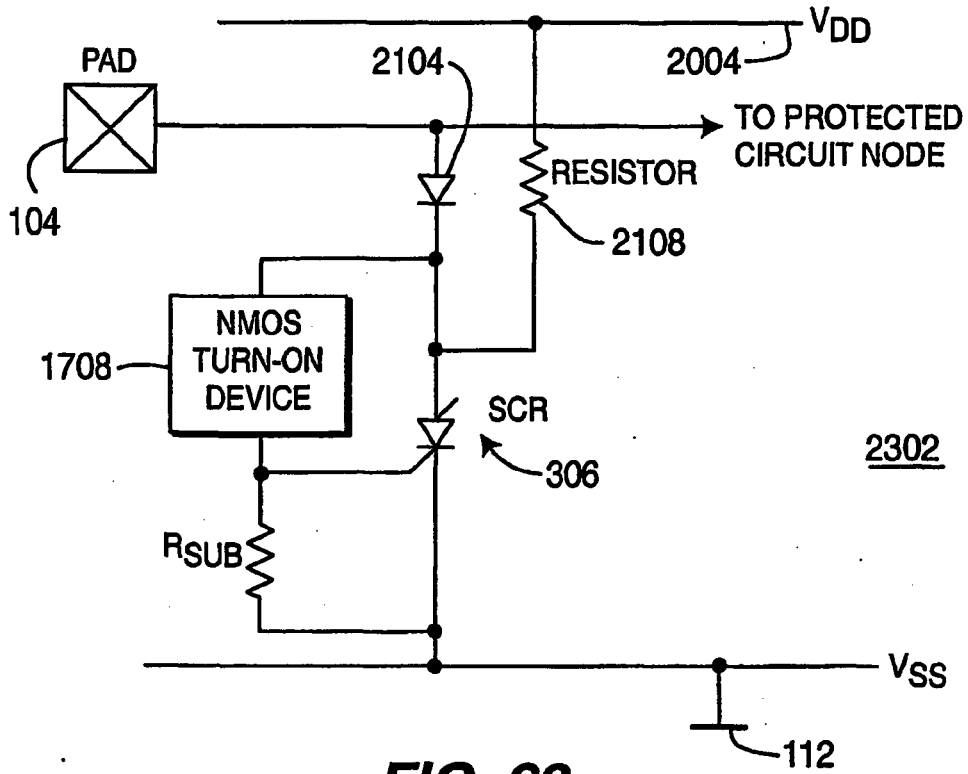 VDD
2004
PAD
2104
TO PROTECTED
CIRCUIT NODE
104
RESISTOR
2108
NMOS
TURN-ON
DEVICE
1708
SCR
306
2302
RSUB
VSS
112